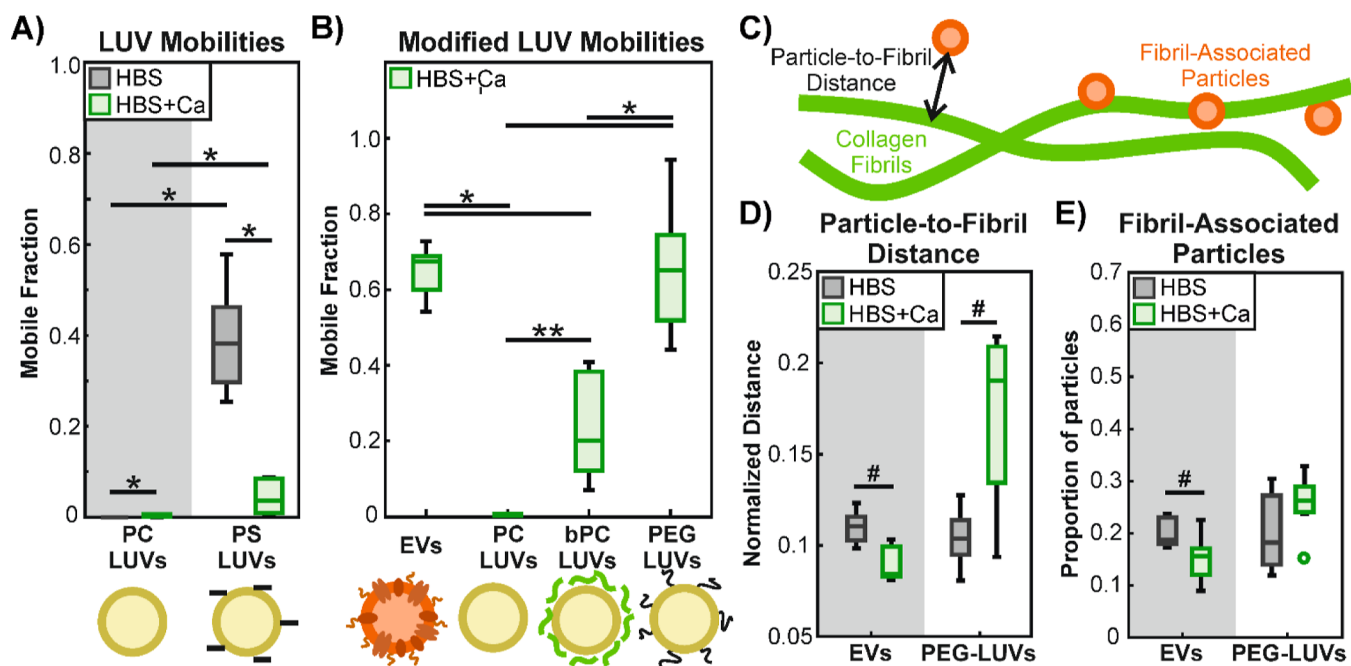 A)
LUV Mobilities
HBS
HBS+Ca
1.0
0.8
0.6
0.4
0.2
0
Mobile Fraction
*
*
*
*
PC
LUVs
PS
LUVs
B)
Modified LUV Mobilities
HBS+Ca
1.0
0.8
0.6
0.4
0.2
0
Mobile Fraction
*
*
**
EVs
PC
LUVs
bPC
LUVs
PEG
LUVs
C)
Particle-to-Fibril
Distance
Fibril-Associated
Particles
Collagen
Fibrils
D)
Particle-to-Fibril
Distance
HBS
HBS+Ca
0.25
0.2
0.15
0.1
0.05
Normalized Distance
#
#
EVs
PEG-LUVs
E)
Fibril-Associated
Particles
HBS
HBS+Ca
0.7
0.6
0.5
0.4
0.3
0.2
0.1
0
Proportion of particles
#
EVs
PEG-LUVs